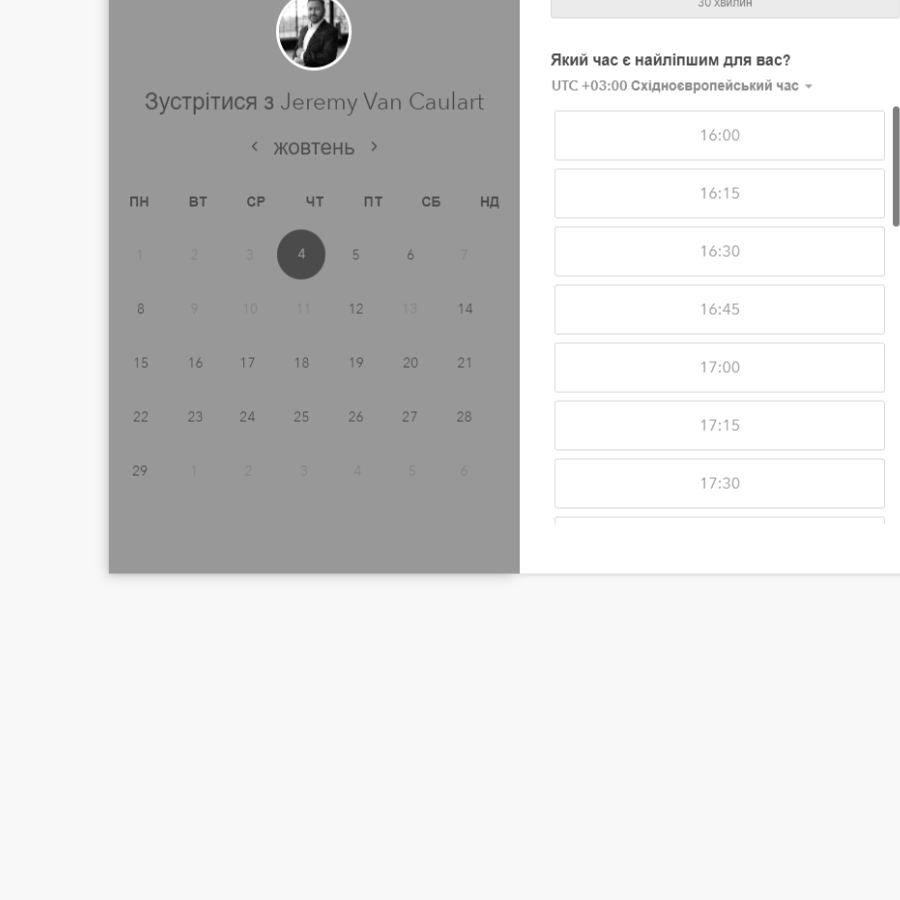 Зустрітися з Jeremy Van Caulart
жовтень
ПН ВТ СР ЧТ ПТ СБ НД
1 2 3 4 5 6 7
8 9 10 11 12 13 14
15 16 17 18 19 20 21
22 23 24 25 26 27 28
29 1 2 3 4 5 6
30 хвилин
Який час є найліпшим для вас?
UTC +03:00 Східноєвропейський час
16:00
16:15
16:30
16:45
17:00
17:15
17:30